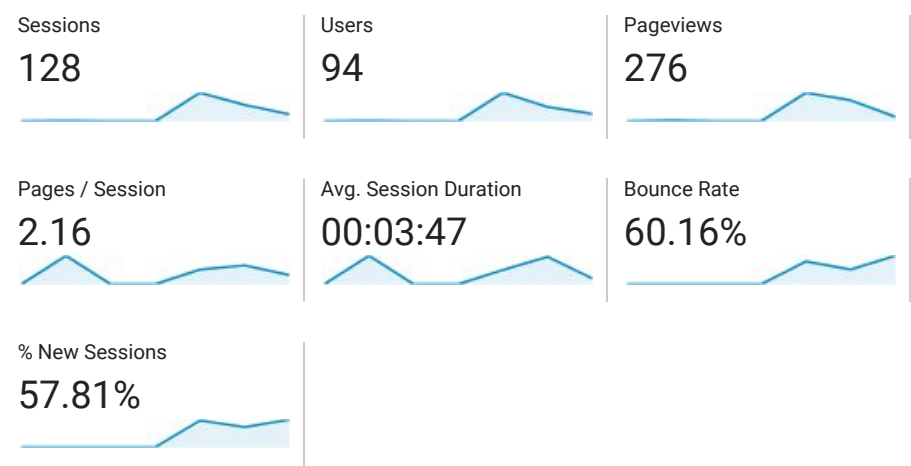 Sessions
128
Users
94
Pageviews
276
Pages / Session
2.16
Avg. Session Duration
00:03:47
Bounce Rate
60.16%
% New Sessions
57.81%